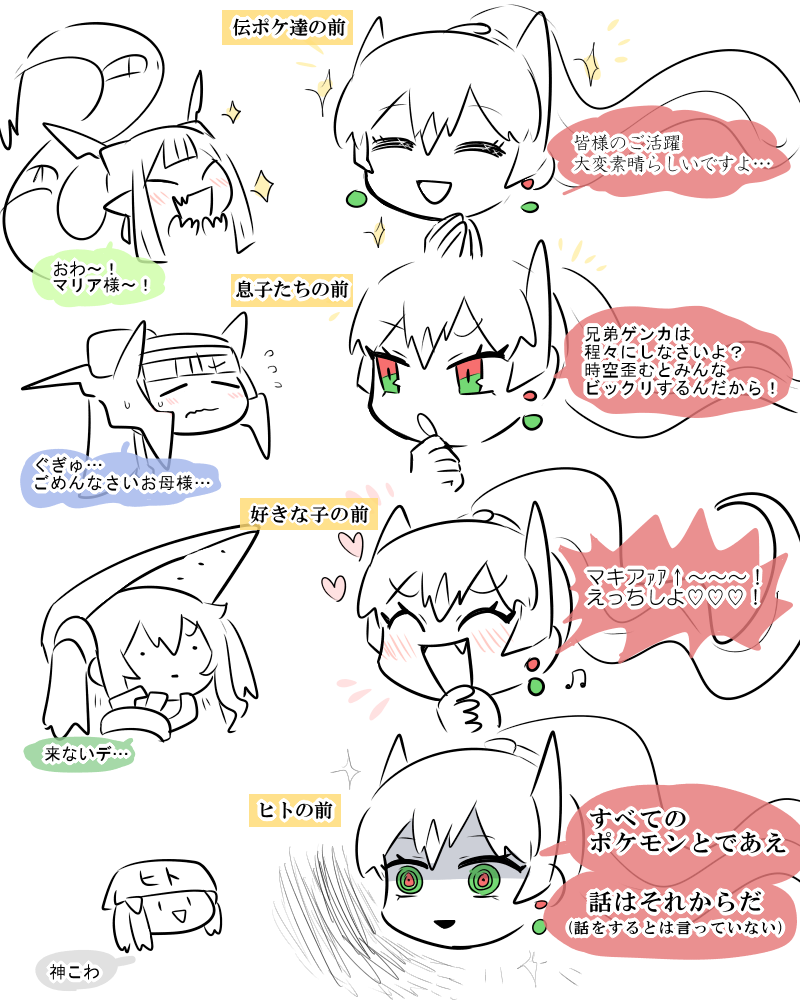 伝ポケ達の前
皆様のご活躍
大変素晴らしいですよ…
おわ～！
マリア様～！
息子たちの前
兄弟ゲンカは
程々にしなさいよ？
時空歪むとみんな
ビックリするんだから！
ぐぎゅ…
ごめんなさいお母様…
好きな子の前
マキアァァ↑～～～！
えっちしよ♡♡♡！
来ないデ…
ヒトの前
すべての
ポケモンとであえ
話はそれからだ
(話をするとは言っていない)
ヒト
神こわ